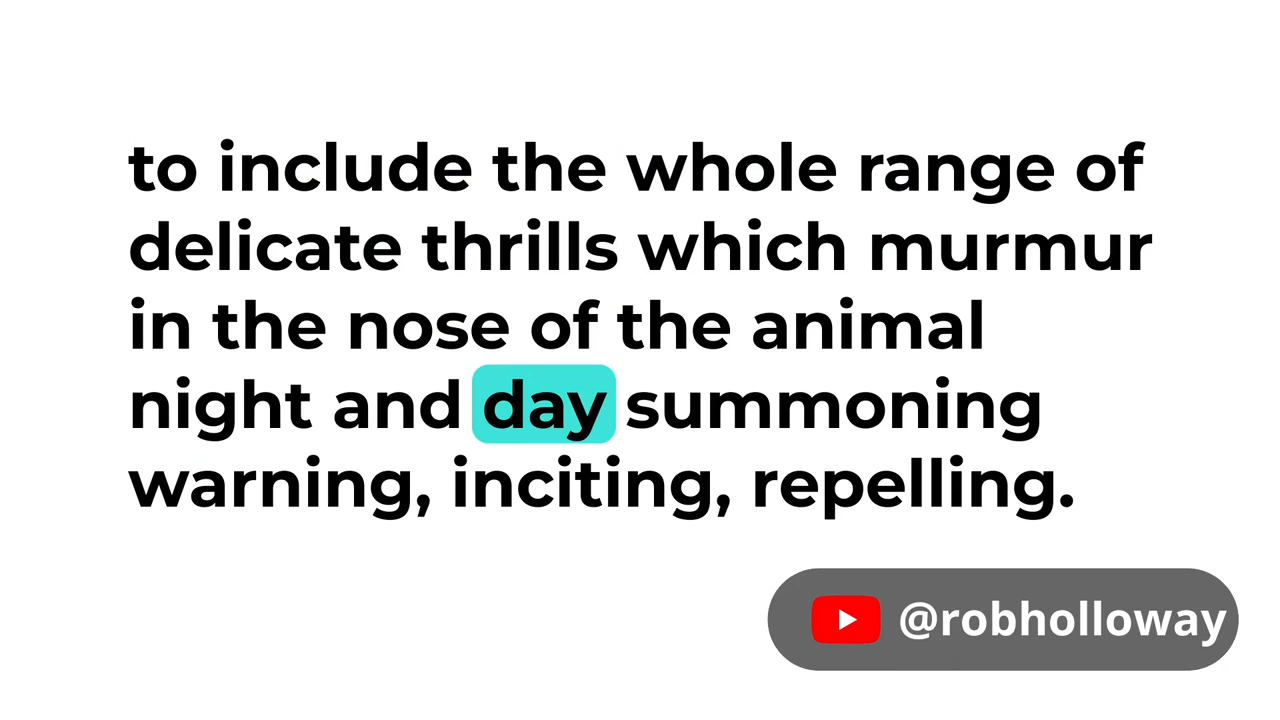 to include the whole range of
delicate thrills which murmur
in the nose of the animal
night and day summoning
warning, inciting, repelling.
@robholloway